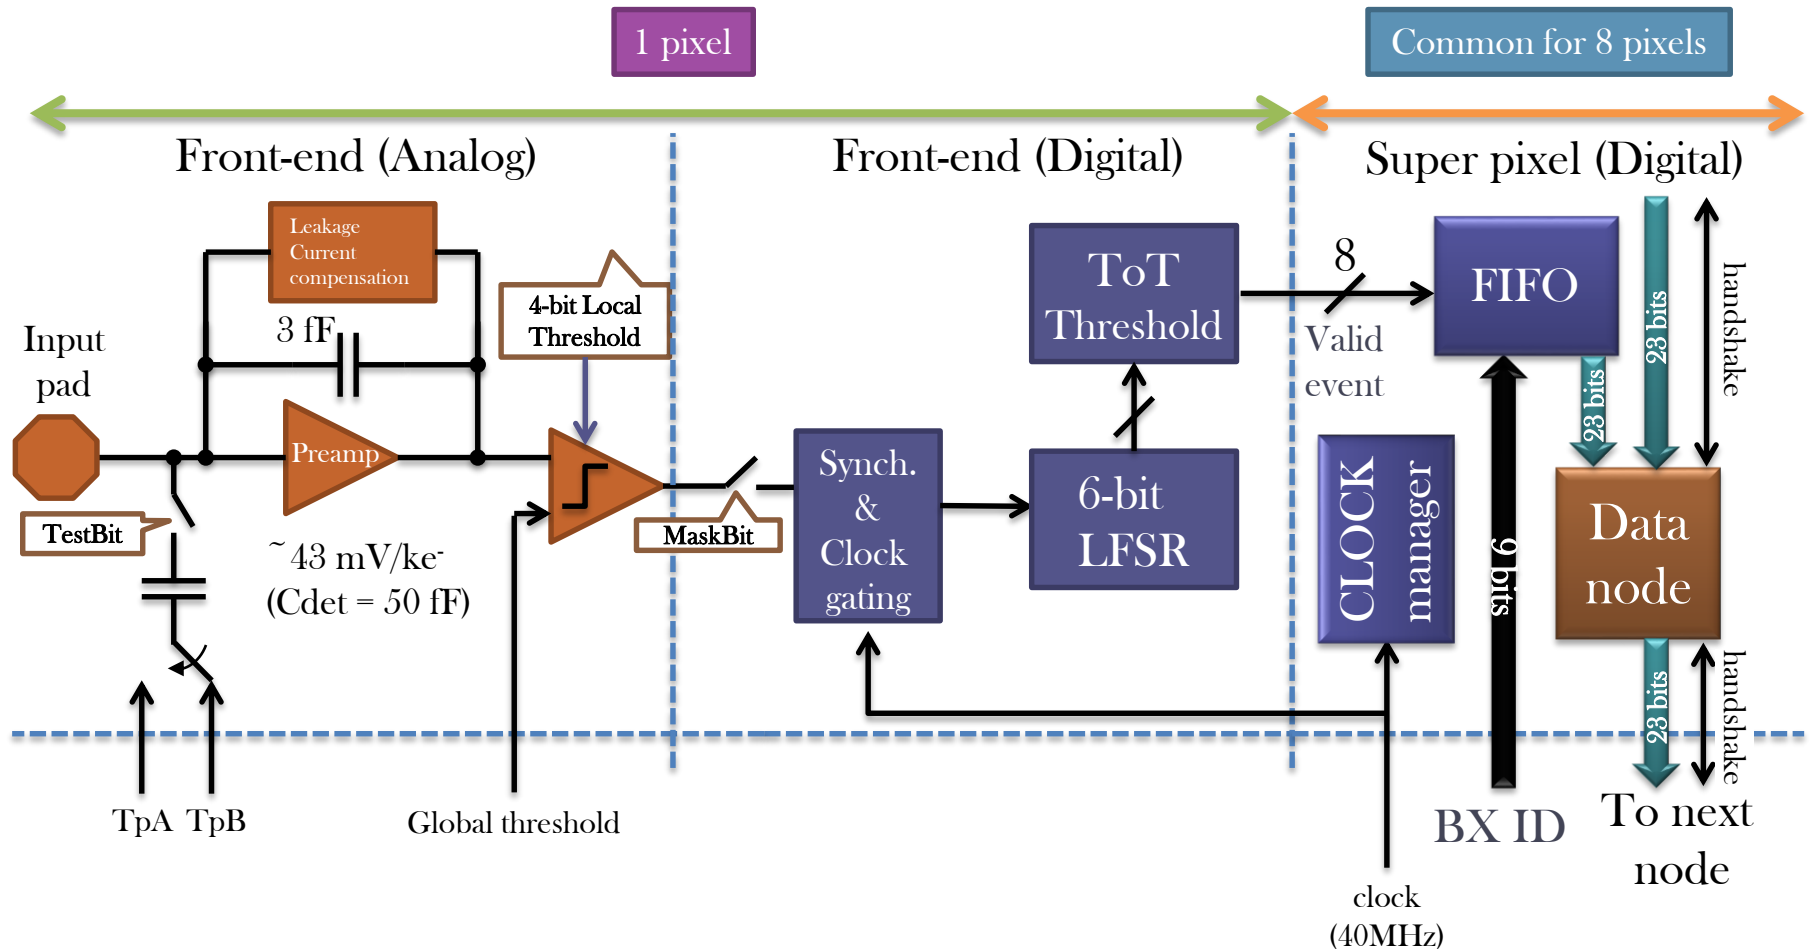 1 pixel
Common for 8 pixels
Front-end (Analog)
Front-end (Digital)
Super pixel (Digital)
Leakage
Current
compensation
3 fF
Input
pad
Preamp
TestBit
~43 mV/ke-
(Cdet = 50 fF)
TpA
TpB
4-bit Local
Threshold
Global threshold
MaskBit
Synch.
&
Clock
gating
6-bit
LFSR
ToT
Threshold
8
Valid
event
FIFO
23 bits
23 bits
handshake
CLOCK
manager
9 bits
Data
node
23 bits
handshake
BX ID
To next
node
clock
(40MHz)